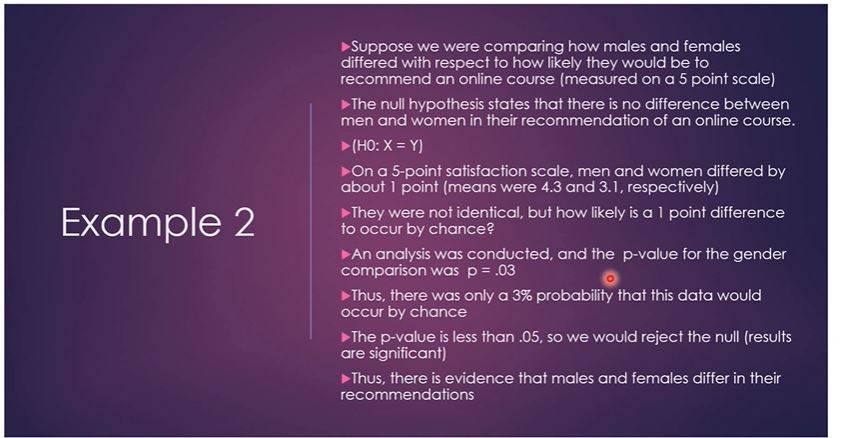 Example 2
Suppose we were comparing how males and females
differed with respect to how likely they would be to
recommend an online course (measured on a 5 point scale)
The null hypothesis states that there is no difference between
men and women in their recommendation of an online course.
(H0: X = Y)
On a 5-point satisfaction scale, men and women differed by
about 1 point (means were 4.3 and 3.1, respectively)
They were not identical, but how likely is a 1 point difference
to occur by chance?
An analysis was conducted, and the  p-value for the gender
comparison was  p = .03
Thus, there was only a 3% probability that this data would
occur by chance
The p-value is less than .05, so we would reject the null (results
are significant)
Thus, there is evidence that males and females differ in their
recommendations